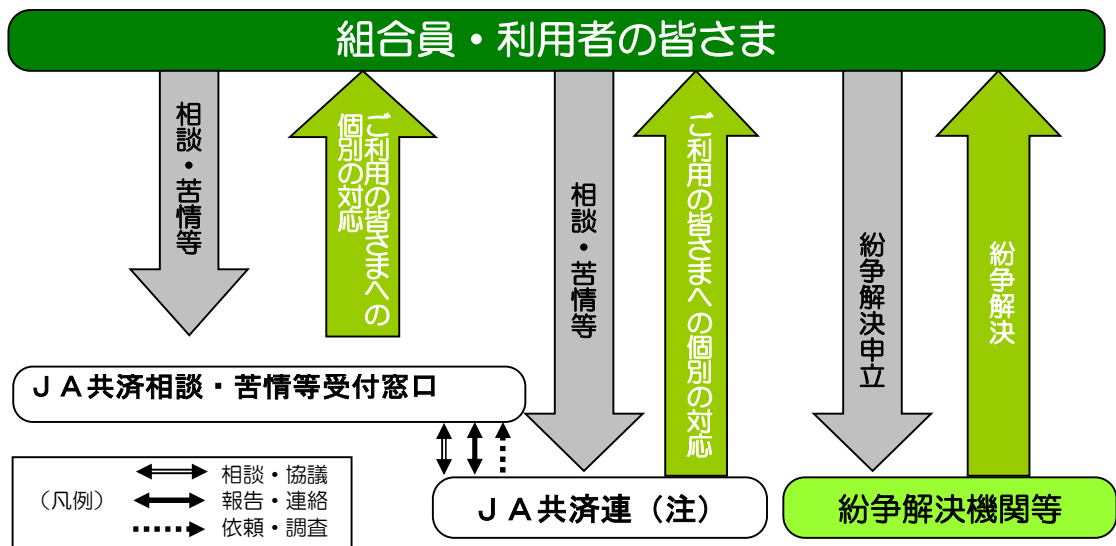 組合員・利用者の皆さま
相談・苦情等
ご利用の皆さまへの
個別の対応
相談・苦情等
ご利用の皆さまへの個別の対応
紛争解決申立
紛争解決
ＪＡ共済相談・苦情等受付窓口
（凡例）
相談・協議
報告・連絡
依頼・調査
ＪＡ共済連（注）
紛争解決機関等